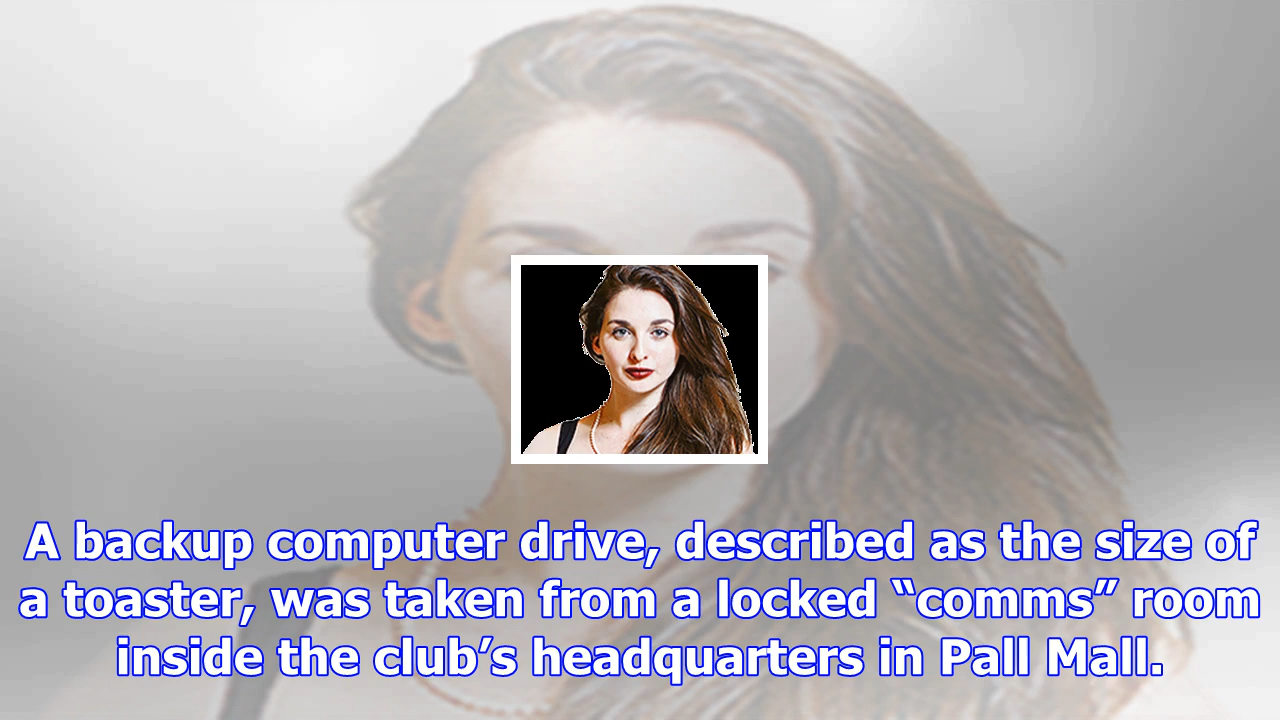 A backup computer drive, described as the size of
a toaster, was taken from a locked “comms” room
inside the club’s headquarters in Pall Mall.